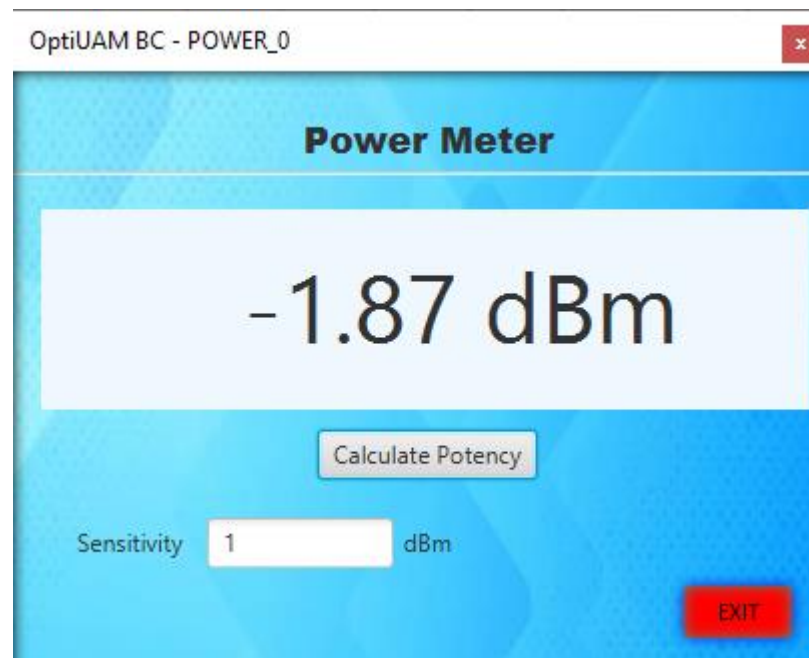 OptiUAM BC - POWER_0
x
Power Meter
-1.87 dBm
Calculate Potency
Sensitivity 1 dBm
EXIT